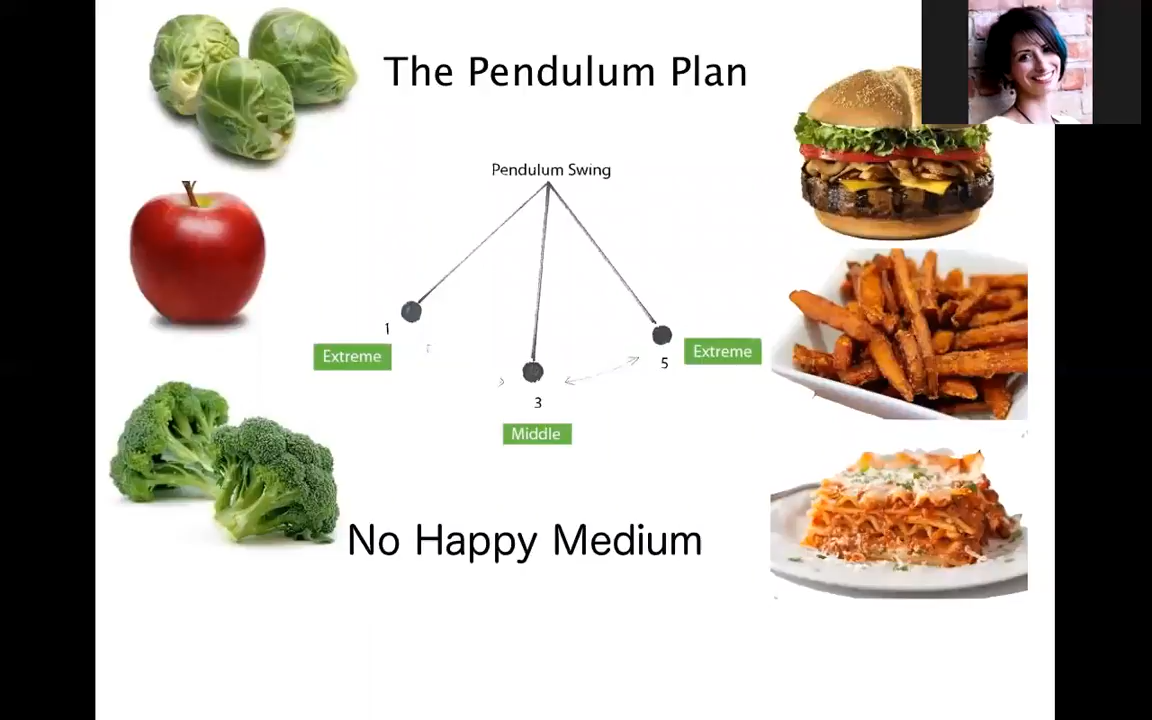 The Pendulum Plan
Pendulum Swing
1
Extreme
5
Extreme
3
Middle
No Happy Medium